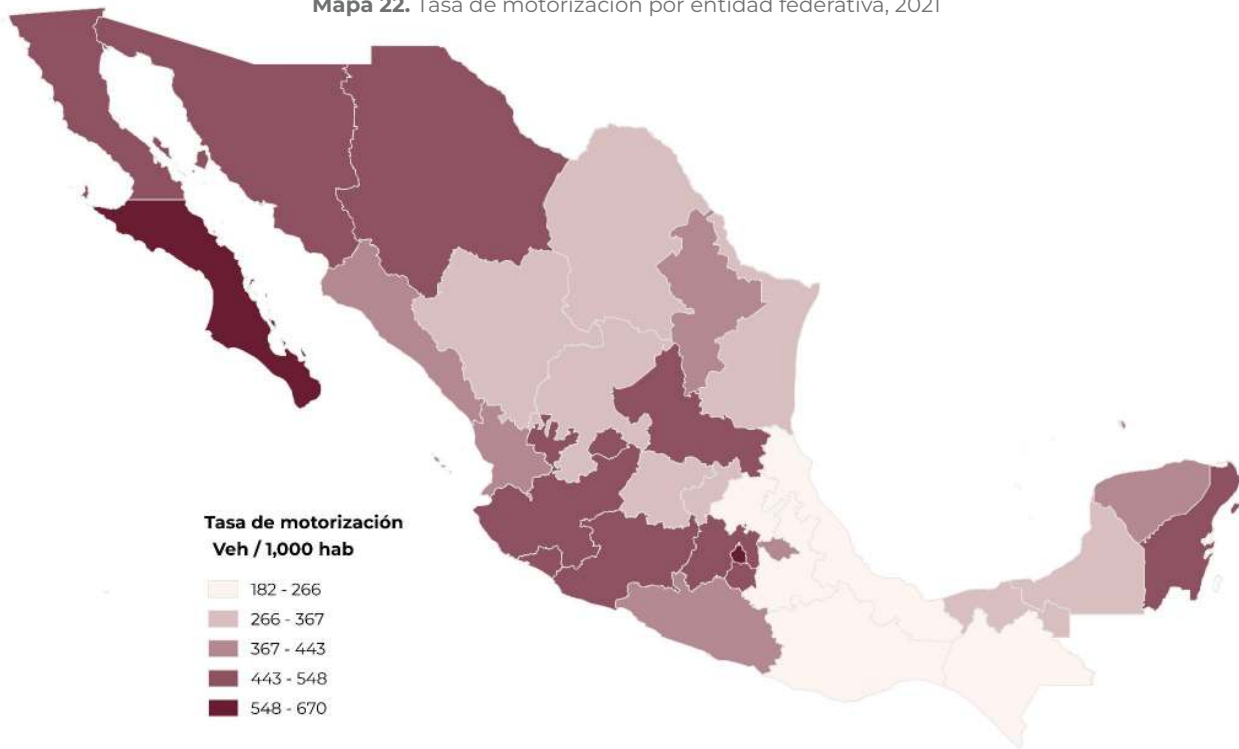 Mapa 22. Tasa de motorización por entidad federativa, 2021
Tasa de motorización
Veh / 1,000 hab
182 - 266
266 - 367
367 - 443
443 - 548
548 - 670